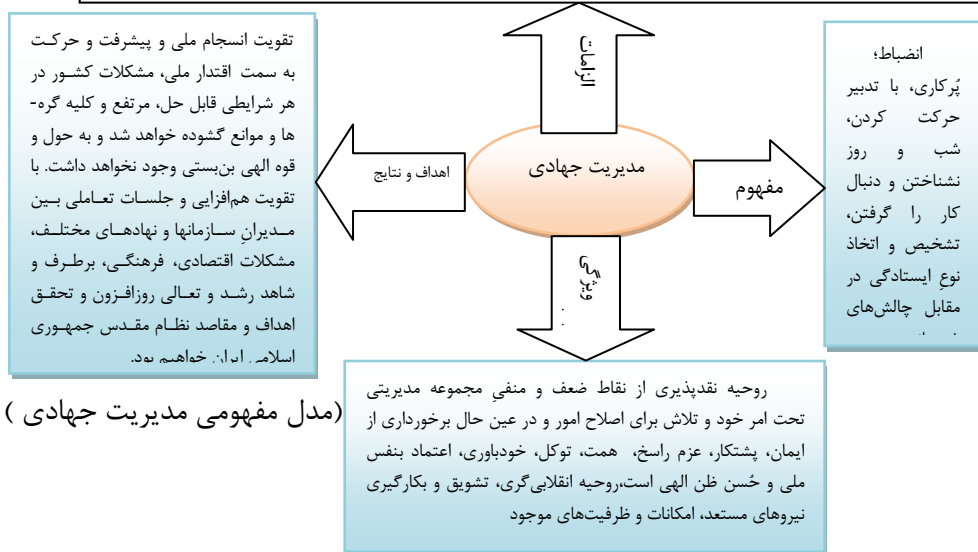 الزامات
انضباط؛
پُرکاری، با تدبیر
حرکت کردن،
شب و روز
نشناختن و دنبال
کار را گرفتن،
تشخیص و اتخاذ
نوعِ ایستادگی در
مقابل چالش‌های
مفهوم
مدیریت جهادی
اهداف و نتایج
تقویت انسجام ملی و پیشرفت و حرکت
به سمت اقتدار ملی، مشکلات کشور در
هر شرایطی قابل حل، مرتفع و کلیه گره-
ها و موانع گشوده خواهد شد و به حول و
قوه الهی بن‌بستی وجود نخواهد داشت. با
تقویت هم‌افزایی و جلسات تعاملی بین
مدیرانِ سازمانها و نهادهای مختلف،
مشکلات اقتصادی، فرهنگی، برطرف و
شاهد رشد و تعالی روزافزون و تحقق
اهداف و مقاصد نظام مقدس جمهوری
اسلامی ایران خواهیم بود.
ویژگی
روحیه نقدپذیری از نقاط ضعف و منفیِ مجموعه مدیریتی
تحت امر خود و تلاش برای اصلاح امور و در عین حال برخورداری از
ایمان، پشتکار، عزم راسخ، همت، توکل، خودباوری، اعتماد بنفس
ملی و حُسن ظن الهی است،روحیه انقلابی‌گری، تشویق و بکارگیری
نیروهای مستعد، امکانات و ظرفیت‌های موجود
(مدل مفهومی مدیریت جهادی )